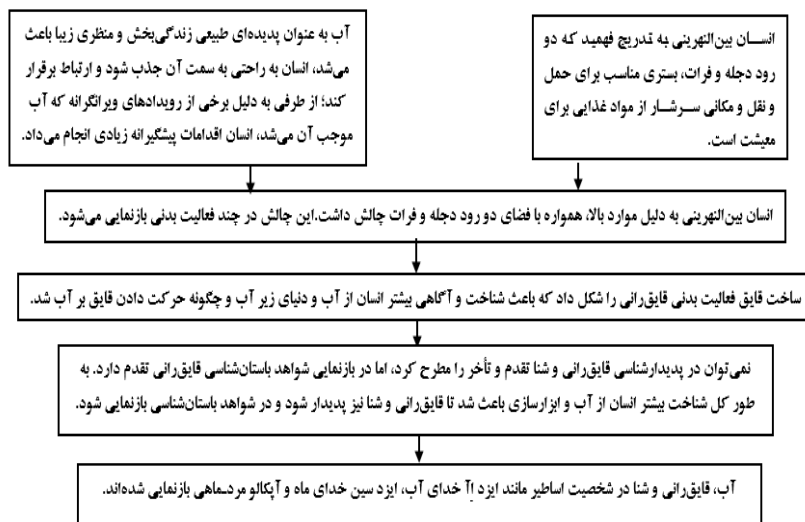 انسان بین‌النهرینی به تدریج فهمید که دو
رود دجله و فرات، بستری مناسب برای حمل
و نقل و مکانی سرشار از مواد غذایی برای
معیشت است.
آب به عنوان پدیده‌ای طبیعی زندگی‌بخش و منظری زیبا باعث
می‌شد، انسان به راحتی به سمت آن جذب شود و ارتباط برقرار
کند؛ از طرفی به دلیل برخی از رویدادهای ویرانگرانه که آب
موجب آن می‌شد، انسان اقدامات پیشگیرانه زیادی انجام می‌داد.
انسان بین‌النهرینی به دلیل موارد بالا، همواره با فضای دو رود دجله و فرات چالش داشت.این چالش در چند فعالیت بدنی بازنمایی می‌شود.
ساخت قایق فعالیت بدنی قایق‌رانی را شکل داد که باعث شناخت و آگاهی بیشتر انسان از آب و دنیای زیر آب و چگونه حرکت دادن قایق بر آب شد.
نمی‌توان در پدیدارشناسی قایق‌رانی و شنا تقدم و تأخر را مطرح کرد، اما در بازنمایی شواهد باستان‌شناسی قایق‌رانی تقدم دارد. به
طور کل شناخت بیشتر انسان از آب و ابزارسازی باعث شد تا قایق‌رانی و شنا نیز پدیدار شود و در شواهد باستان‌شناسی بازنمایی شود.
آب، قایق‌رانی و شنا در شخصیت اساطیر مانند ایزد اِآ خدای آب، ایزد سین خدای ماه و آپکالو مردـماهی بازنمایی شده‌اند.